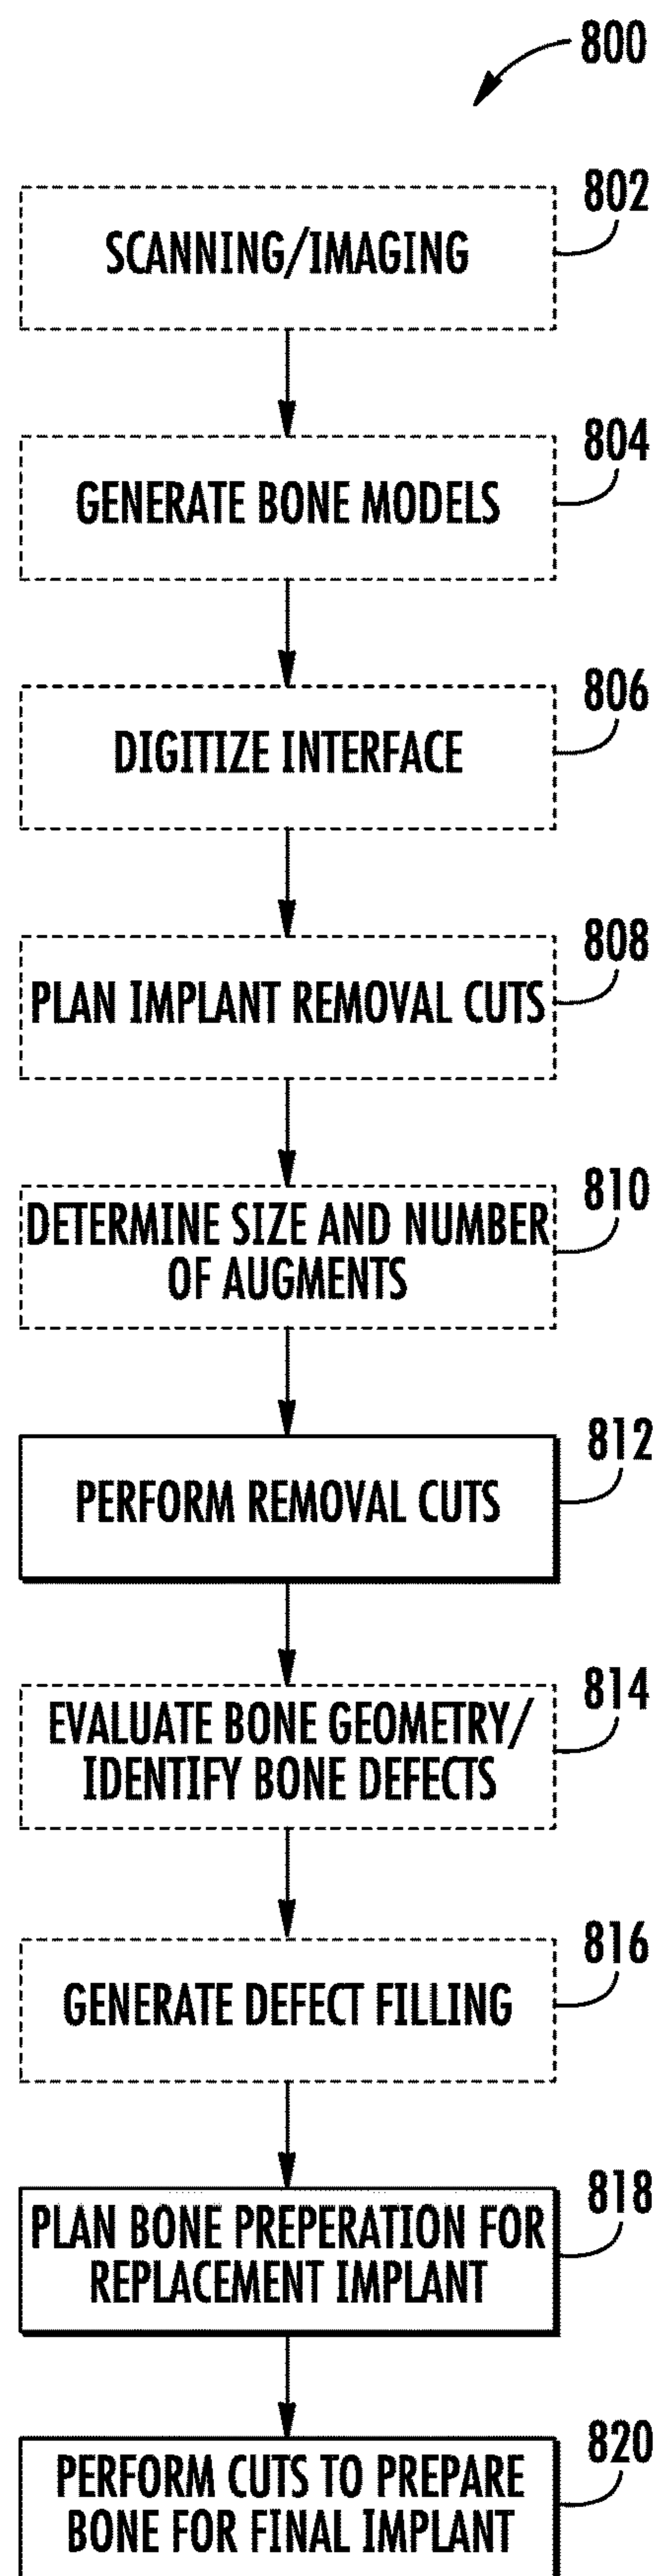 800
802
SCANNING/IMAGING
804
GENERATE BONE MODELS
806
DIGITIZE INTERFACE
808
PLAN IMPLANT REMOVAL CUTS
810
DETERMINE SIZE AND NUMBER
OF AUGMENTS
812
PERFORM REMOVAL CUTS
814
EVALUATE BONE GEOMETRY/
IDENTIFY BONE DEFECTS
816
GENERATE DEFECT FILLING
818
PLAN BONE PREPERATION FOR
REPLACEMENT IMPLANT
820
PERFORM CUTS TO PREPARE
BONE FOR FINAL IMPLANT